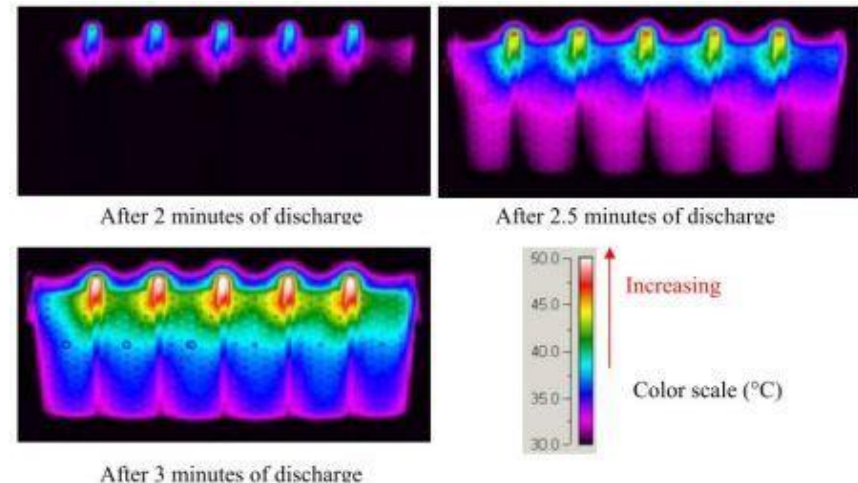 After 2 minutes of discharge
After 2.5 minutes of discharge
After 3 minutes of discharge
50.0
45.0
40.0
35.0
30.0
Increasing
Color scale (°C)